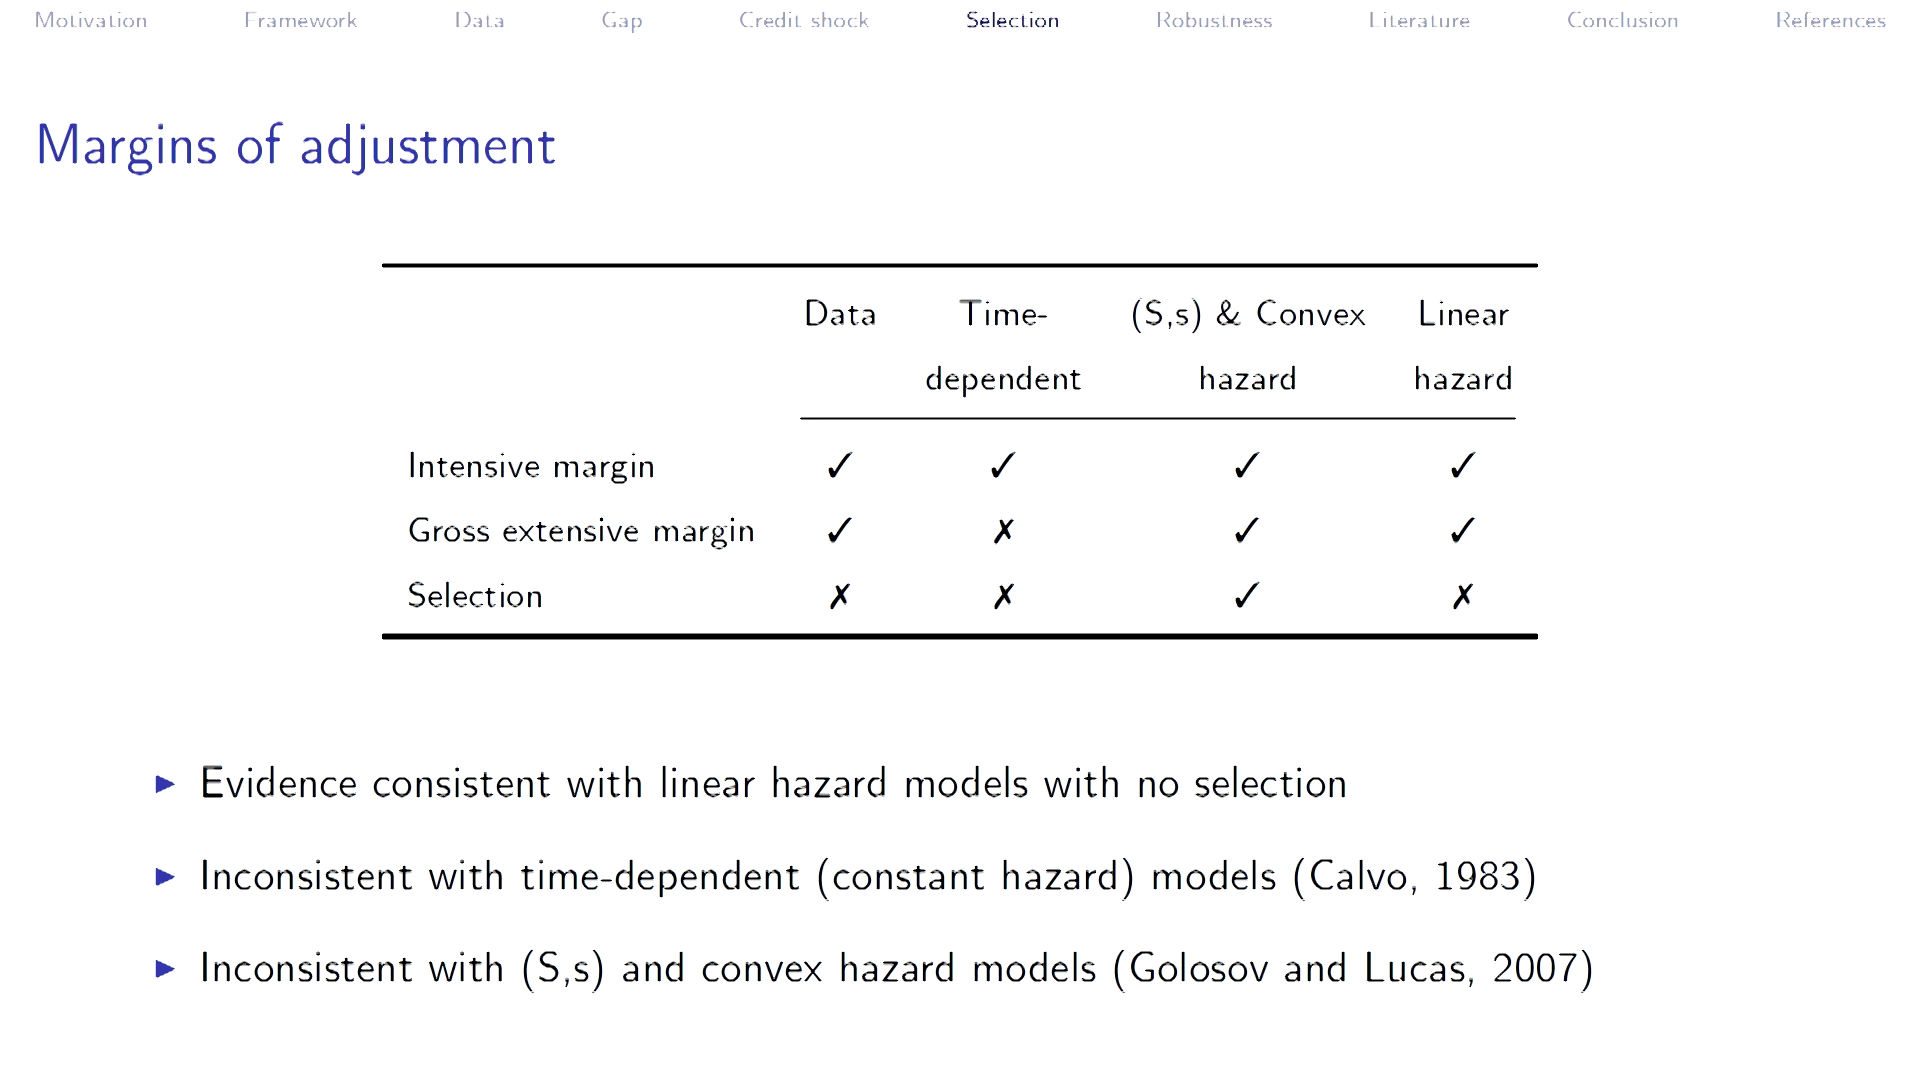 Motivation Framework Data Gap Credit shock Selection Robustness Literature Conclusion References
Margins of adjustment
Data Time- (S,s) & Convex Linear
dependent hazard hazard
Intensive margin ✓ ✓ ✓ ✓
Gross extensive margin ✓ ✗ ✓ ✓
Selection ✗ ✗ ✓ ✗
▶ Evidence consistent with linear hazard models with no selection
▶ Inconsistent with time-dependent (constant hazard) models (Calvo, 1983)
▶ Inconsistent with (S,s) and convex hazard models (Golosov and Lucas, 2007)